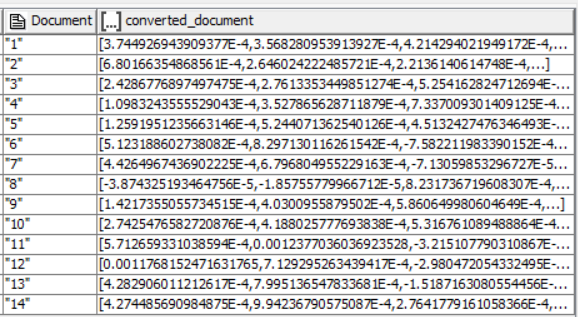 Document [...] converted_document
"1" [3.744926943909377E-4,3.568280953913927E-4,4.214294021949172E-4,...
"2" [6.80166354868561E-4,2.646024222485721E-4,2.2136140614748E-4,...]
"3" [2.4286776897497475E-4,2.7613353449851274E-4,5.254162824712694E-...
"4" [1.0983243555529043E-4,3.527865628711879E-4,7.337009301409125E-4...
"5" [1.2591951235663146E-4,5.244071362540126E-4,4.5132427476346493E-...
"6" [5.123188602738082E-4,8.297130116261542E-4,-7.582211983390152E-4...
"7" [4.4264967436902225E-4,6.796804955229163E-4,-7.13059853296727E-5...
"8" [-3.874325193464756E-5,-1.85755779966712E-5,8.231736719608307E-4,...
"9" [1.4217355055734515E-4,4.0300955879502E-4,5.860649980604649E-4,...]
"10" [2.7425476582720876E-4,4.188025777693838E-4,5.316761089488864E-4...
"11" [5.712659331038594E-4,0.0012377036036923528,-3.215107790310867E-...
"12" [0.0011768152471631765,7.129295263439417E-4,-2.980472054332495E-...
"13" [4.282906011212617E-4,7.995136547833681E-4,-1.5187163080554456E-...
"14" [4.274485690984875E-4,9.94236790575087E-4,2.7641779161058366E-4,...